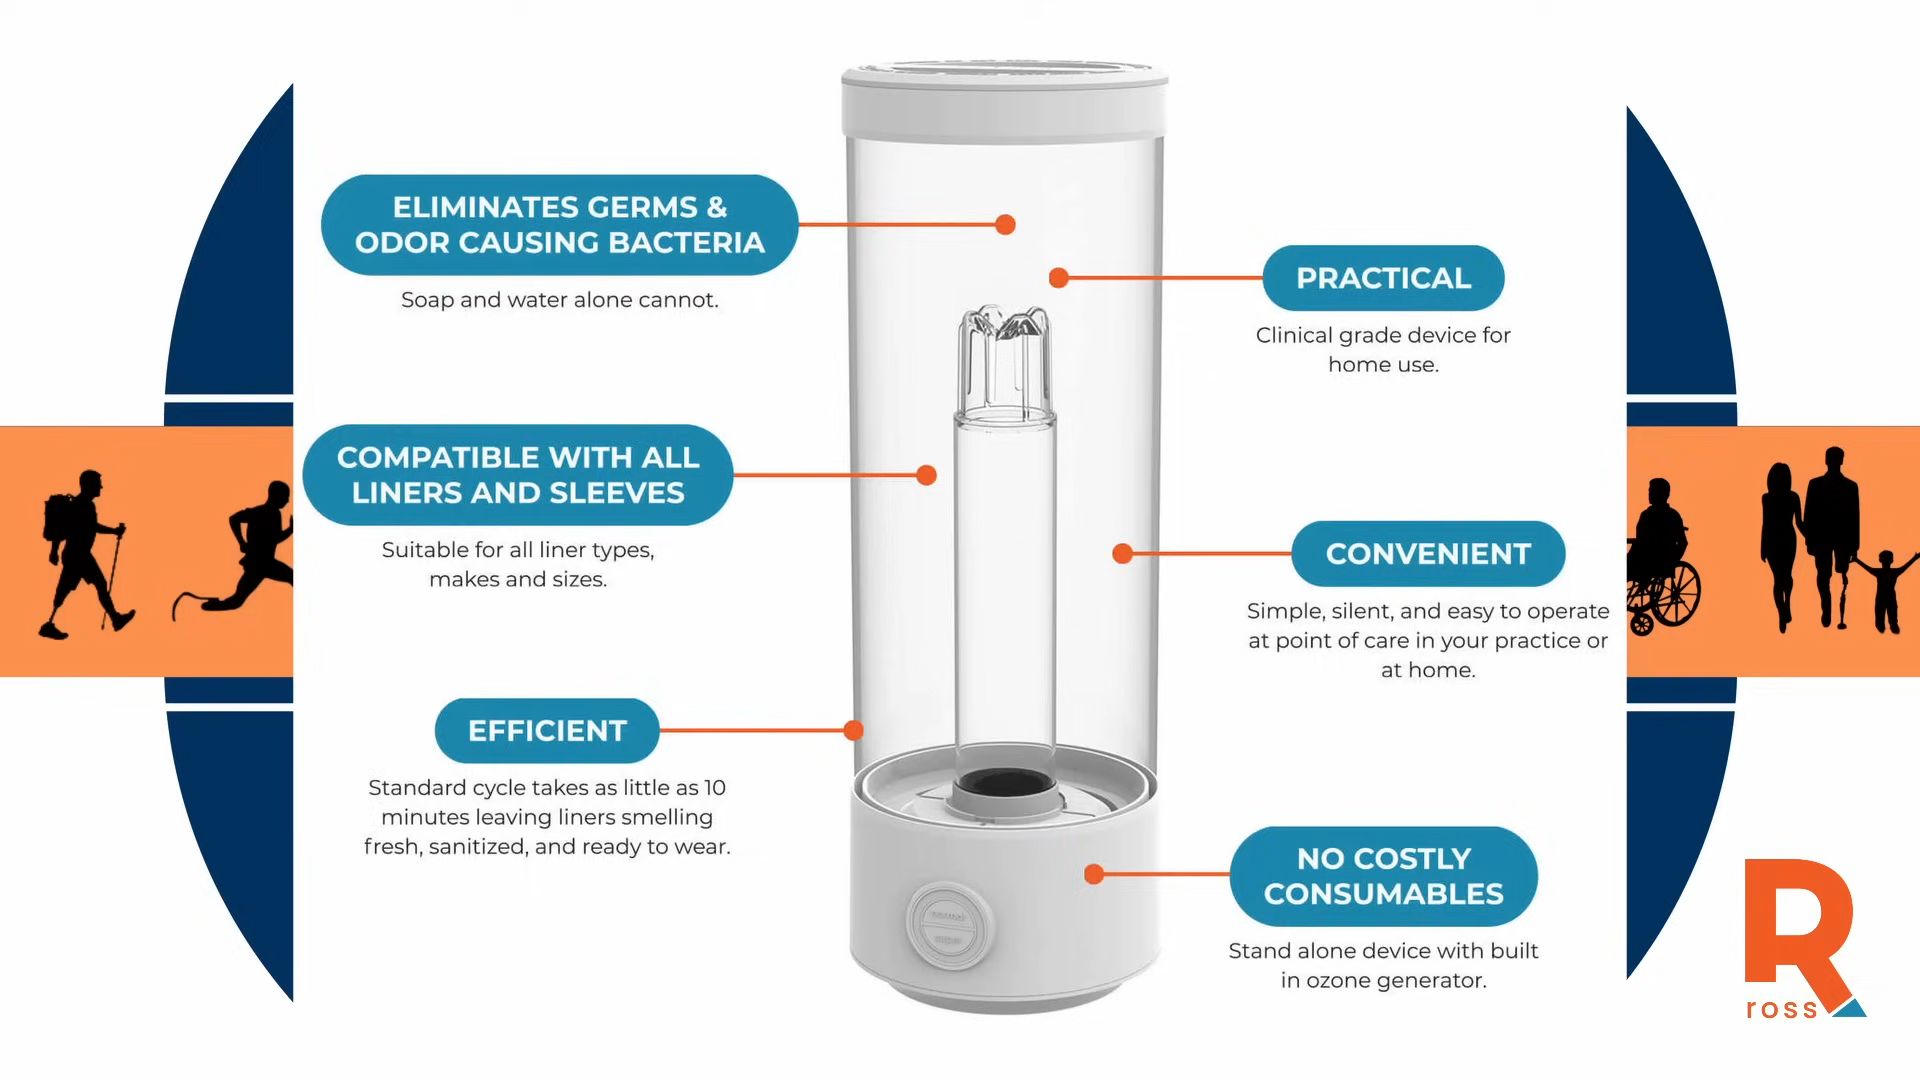 ELIMINATES GERMS &
ODOR CAUSING BACTERIA
Soap and water alone cannot.
COMPATIBLE WITH ALL
LINERS AND SLEEVES
Suitable for all liner types,
makes and sizes.
EFFICIENT
Standard cycle takes as little as 10
minutes leaving liners smelling
fresh, sanitized, and ready to wear.
normal
super
PRACTICAL
Clinical grade device for
home use.
CONVENIENT
Simple, silent, and easy to operate
at point of care in your practice or
at home.
NO COSTLY
CONSUMABLES
Stand alone device with built
in ozone generator.
R
ross